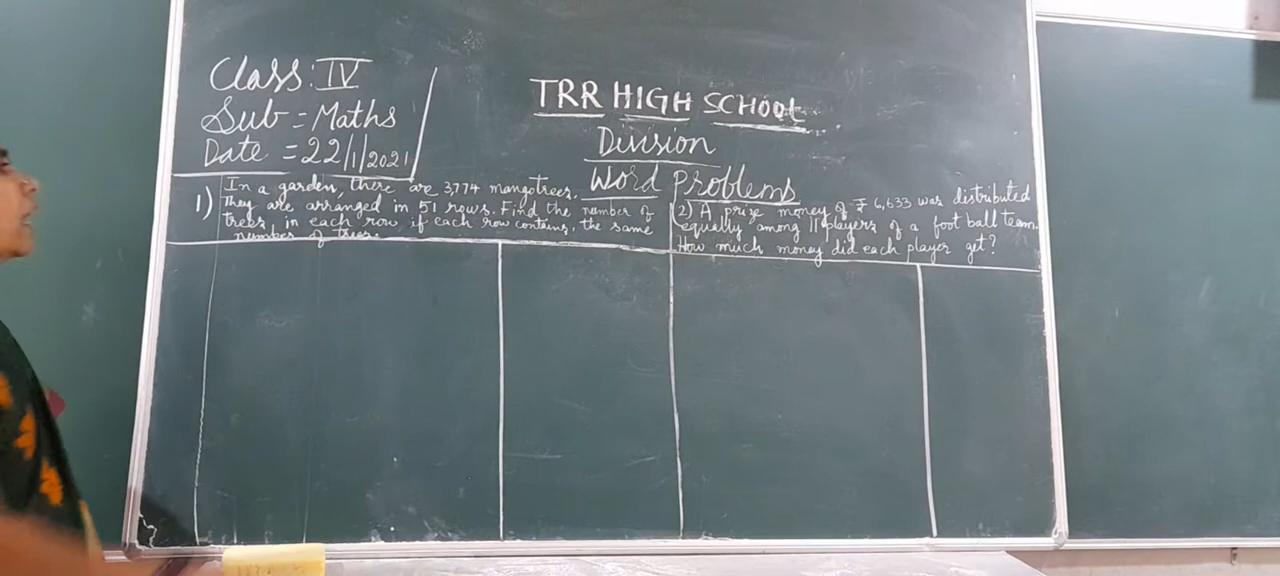 Class: IV
Sub = Maths
Date = 22/1/2021
TRR HIGH SCHOOL
Division
Word Problems
1) In a garden, there are 3,774 mangotrees.
They are arranged in 51 rows. Find the number of
trees in each row if each row contains, the same
number of trees.
2) A prize money of ₹ 6,633 was distributed
equally among 11 players of a foot ball team.
How much money did each player get?